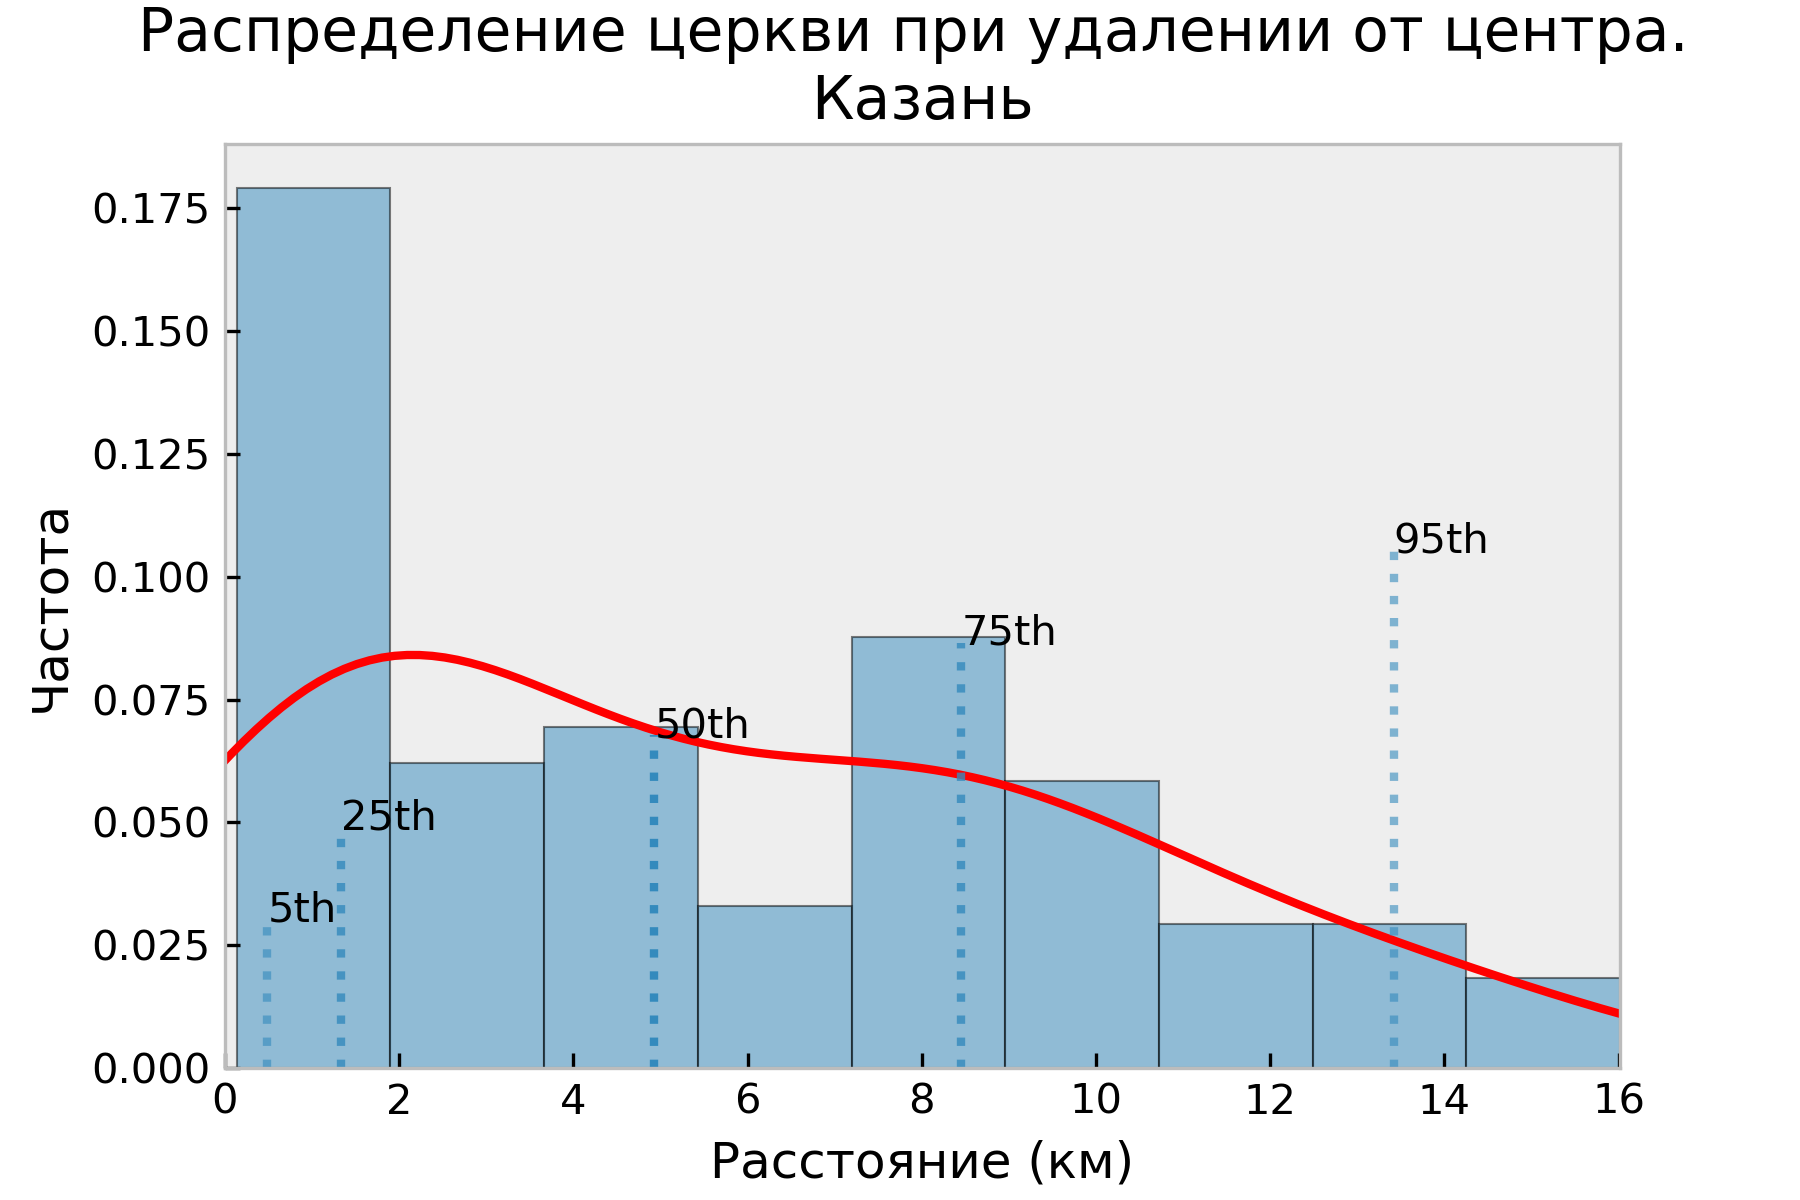 Распределение церкви при удалении от центра.
Казань
0.175
0.150
0.125
0.100
0.075
0.050
0.025
0.000
Частота
5th
25th
50th
75th
95th
0 2 4 6 8 10 12 14 16
Расстояние (км)